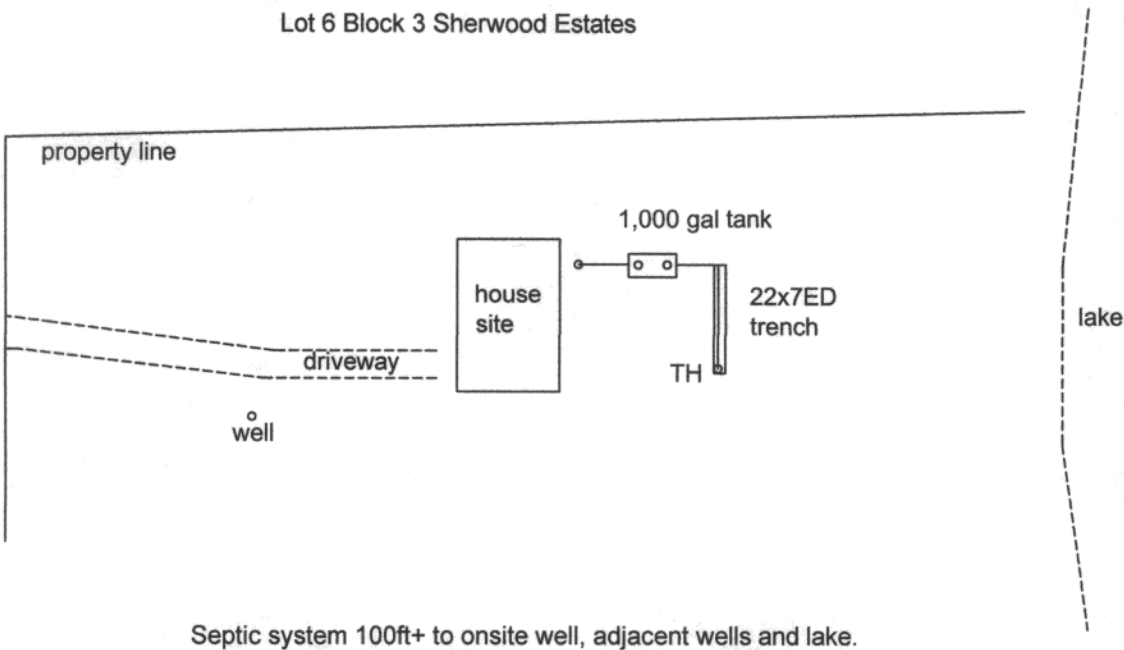 Lot 6 Block 3 Sherwood Estates
property line
1,000 gal tank
house
site
22x7ED
trench
lake
driveway
TH
well
Septic system 100ft+ to onsite well, adjacent wells and lake.